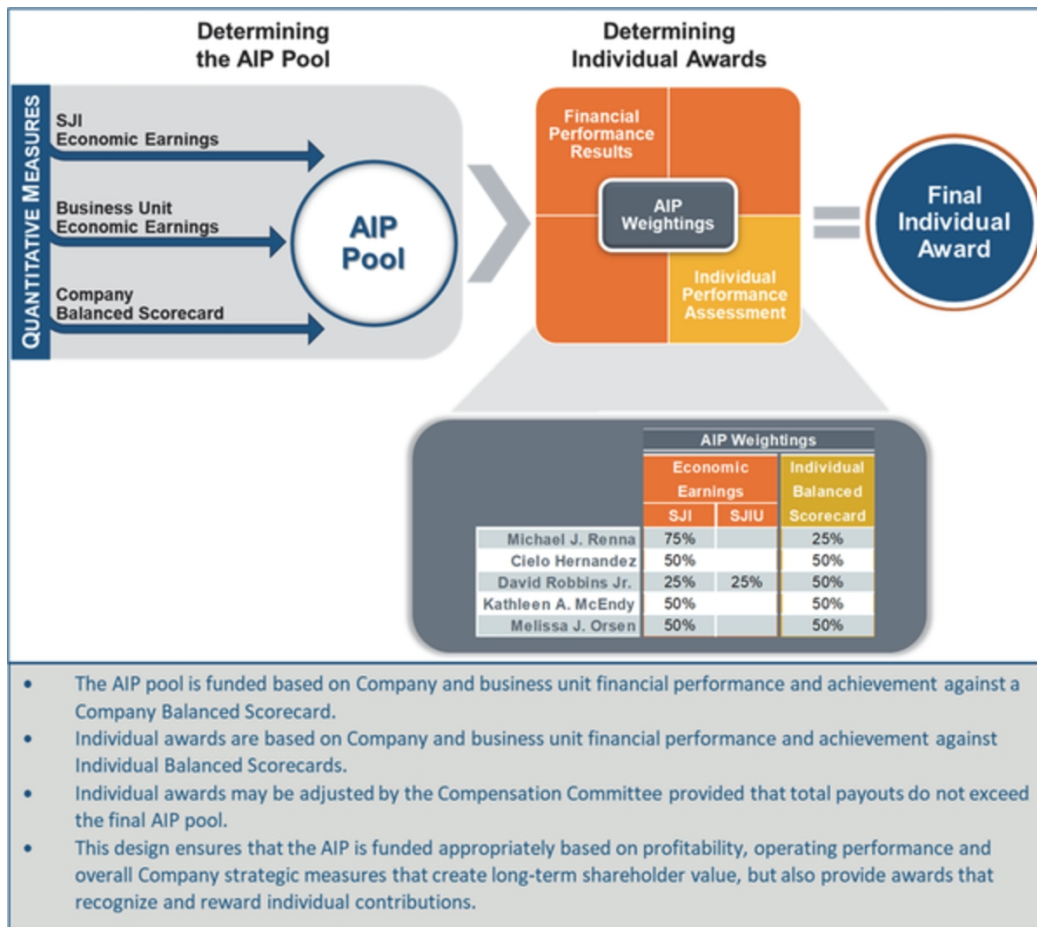 Determining
the AIP Pool
Determining
Individual Awards
QUANTITATIVE MEASURES
SJI
Economic Earnings
Business Unit
Economic Earnings
Company
Balanced Scorecard
AIP
Pool
Financial
Performance
Results
AIP
Weightings
Individual
Performance
Assessment
=
Final
Individual
Award
AIP Weightings
Economic Individual
Earnings Balanced
SJI SJIU Scorecard
Michael J. Renna 75% 25%
Cielo Hernandez 50% 50%
David Robbins Jr. 25% 25% 50%
Kathleen A. McEndy 50% 50%
Melissa J. Orsen 50% 50%
• The AIP pool is funded based on Company and business unit financial performance and achievement against a
Company Balanced Scorecard.
• Individual awards are based on Company and business unit financial performance and achievement against
Individual Balanced Scorecards.
• Individual awards may be adjusted by the Compensation Committee provided that total payouts do not exceed
the final AIP pool.
• This design ensures that the AIP is funded appropriately based on profitability, operating performance and
overall Company strategic measures that create long-term shareholder value, but also provide awards that
recognize and reward individual contributions.